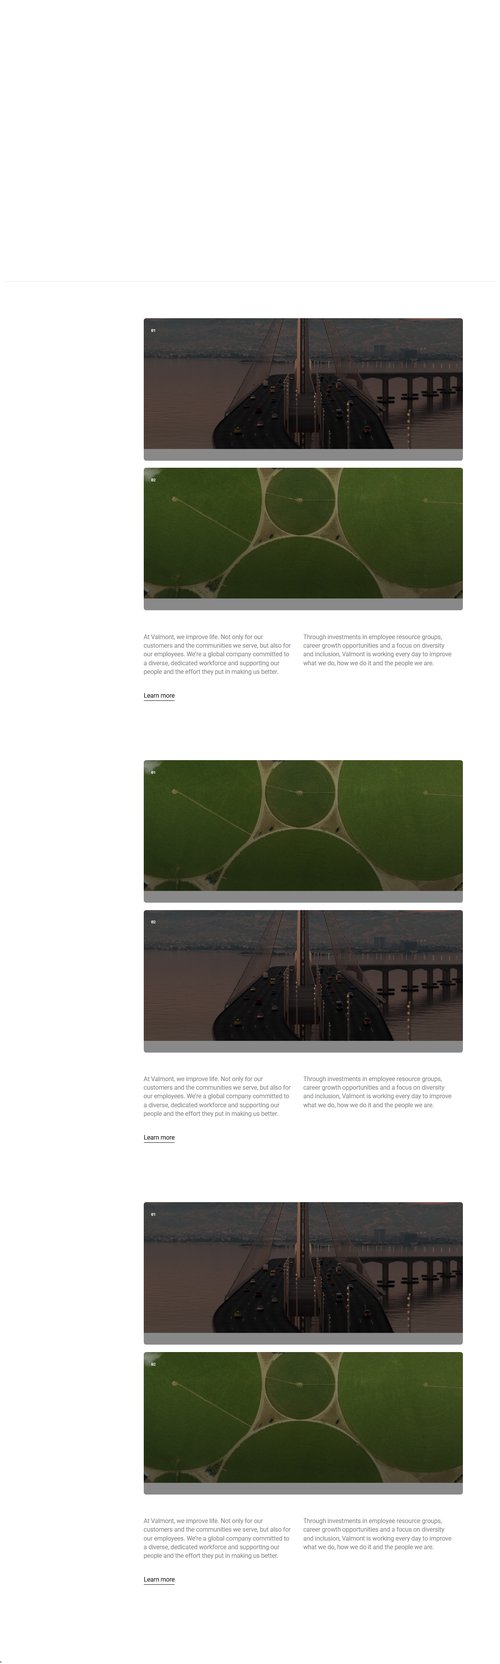 01
02
At Valmont, we improve life. Not only for our
customers and the communities we serve, but also for
our employees. We're a global company committed to
a diverse, dedicated workforce and supporting our
people and the effort they put in making us better.
Through investments in employee resource groups,
career growth opportunities and a focus on diversity
and inclusion, Valmont is working every day to improve
what we do, how we do it and the people we are.
Learn more
01
02
At Valmont, we improve life. Not only for our
customers and the communities we serve, but also for
our employees. We're a global company committed to
a diverse, dedicated workforce and supporting our
people and the effort they put in making us better.
Through investments in employee resource groups,
career growth opportunities and a focus on diversity
and inclusion, Valmont is working every day to improve
what we do, how we do it and the people we are.
Learn more
01
02
At Valmont, we improve life. Not only for our
customers and the communities we serve, but also for
our employees. We're a global company committed to
a diverse, dedicated workforce and supporting our
people and the effort they put in making us better.
Through investments in employee resource groups,
career growth opportunities and a focus on diversity
and inclusion, Valmont is working every day to improve
what we do, how we do it and the people we are.
Learn more